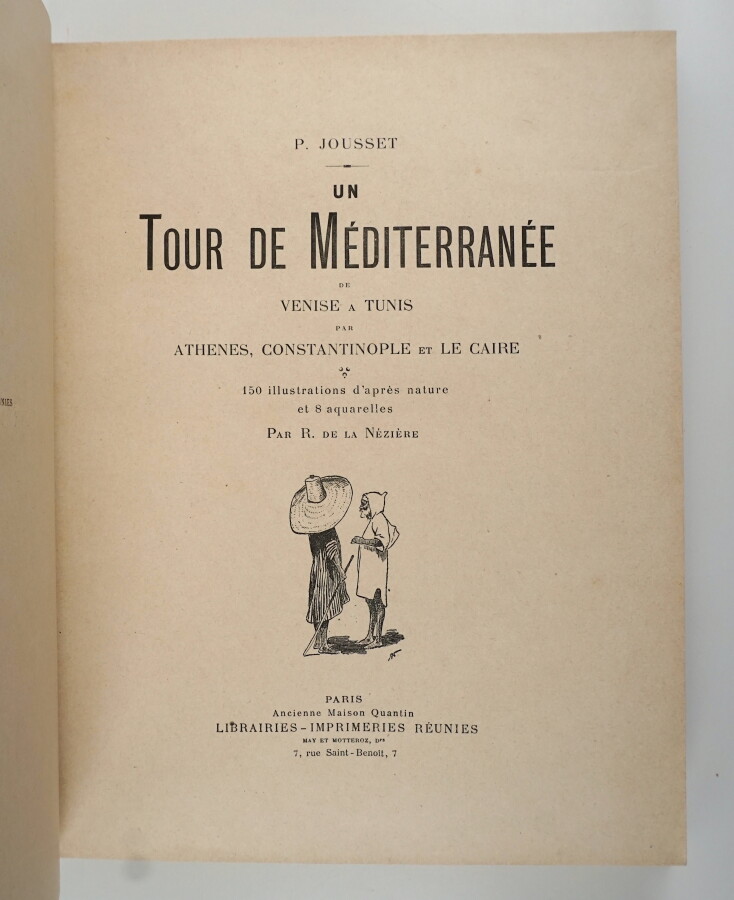 P. JOUSSET
UN
TOUR DE MÉDITERRANÉE
DE
VENISE A TUNIS
PAR
ATHENES, CONSTANTINOPLE ET LE CAIRE
150 illustrations d'après nature
et 8 aquarelles
PAR R. DE LA NÉZIÈRE
PARIS
Ancienne Maison Quantin
LIBRAIRIES-IMPRIMERIES RÉUNIES
MAY ET MOTTEROZ, Drs
7, rue Saint-Benoît, 7